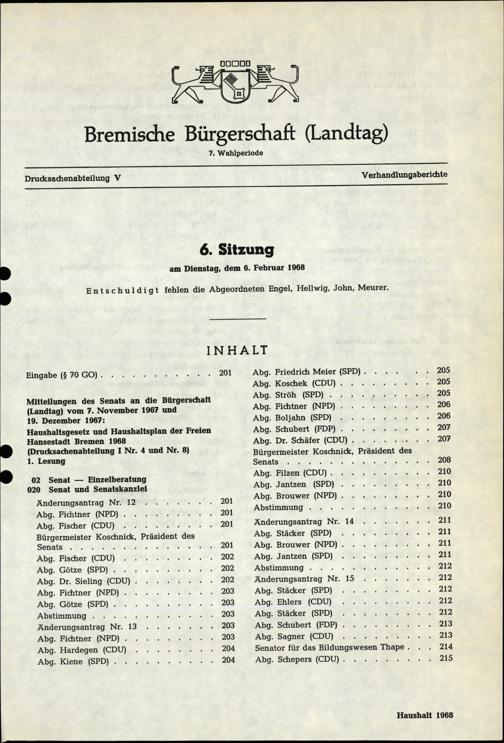 Bremische Bürgerschaft (Landtag)
7. Wahlperiode
Drucksachenabteilung V
Verhandlungsberichte
6. Sitzung
am Dienstag, dem 6. Februar 1968
Entschuldigt fehlen die Abgeordneten Engel, Hellwig, John, Meurer.
INHALT
Eingabe (§ 70 GO) . . . . . . . . . . . 201
Mitteilungen des Senats an die Bürgerschaft
(Landtag) vom 7. November 1967 und
19. Dezember 1967:
Haushaltsgesetz und Haushaltsplan der Freien
Hansestadt Bremen 1968
(Drucksachenabteilung I Nr. 4 und Nr. 8)
1. Lesung
02 Senat — Einzelberatung
020 Senat und Senatskanzlei
Änderungsantrag Nr. 12 . . . . . . . 201
Abg. Fichtner (NPD) . . . . . . . . . 201
Abg. Fischer (CDU) . . . . . . . . . 201
Bürgermeister Koschnick, Präsident des
Senats . . . . . . . . . . . . . . 201
Abg. Fischer (CDU) . . . . . . . . . 202
Abg. Götze (SPD) . . . . . . . . . . 202
Abg. Dr. Sieling (CDU) . . . . . . . . 202
Abg. Fichtner (NPD) . . . . . . . . . 203
Abg. Götze (SPD) . . . . . . . . . . 203
Abstimmung . . . . . . . . . . . . 203
Änderungsantrag Nr. 13 . . . . . . . 203
Abg. Fichtner (NPD) . . . . . . . . . 203
Abg. Hardegen (CDU) . . . . . . . . 204
Abg. Kiene (SPD) . . . . . . . . . . 204
Abg. Friedrich Meier (SPD) . . . . . . 205
Abg. Koschek (CDU) . . . . . . . . . 205
Abg. Ströh (SPD) . . . . . . . . . . 205
Abg. Fichtner (NPD) . . . . . . . . . 206
Abg. Boljahn (SPD) . . . . . . . . . 206
Abg. Schubert (FDP) . . . . . . . . . 207
Abg. Dr. Schäfer (CDU) . . . . . . . . 207
Bürgermeister Koschnick, Präsident des
Senats . . . . . . . . . . . . . . 208
Abg. Filzen (CDU) . . . . . . . . . . 210
Abg. Jantzen (SPD) . . . . . . . . . 210
Abg. Brouwer (NPD) . . . . . . . . . 210
Abstimmung . . . . . . . . . . . . 210
Änderungsantrag Nr. 14 . . . . . . . 211
Abg. Stäcker (SPD) . . . . . . . . . 211
Abg. Brouwer (NPD) . . . . . . . . . 211
Abg. Jantzen (SPD) . . . . . . . . . 211
Abstimmung . . . . . . . . . . . . 212
Änderungsantrag Nr. 15 . . . . . . . 212
Abg. Stäcker (SPD) . . . . . . . . . 212
Abg. Ehlers (CDU) . . . . . . . . . . 212
Abg. Stäcker (SPD) . . . . . . . . . 212
Abg. Schubert (FDP) . . . . . . . . . 213
Abg. Sagner (CDU) . . . . . . . . . . 213
Senator für das Bildungswesen Thape . . . 214
Abg. Schepers (CDU) . . . . . . . . . 215
Haushalt 1968